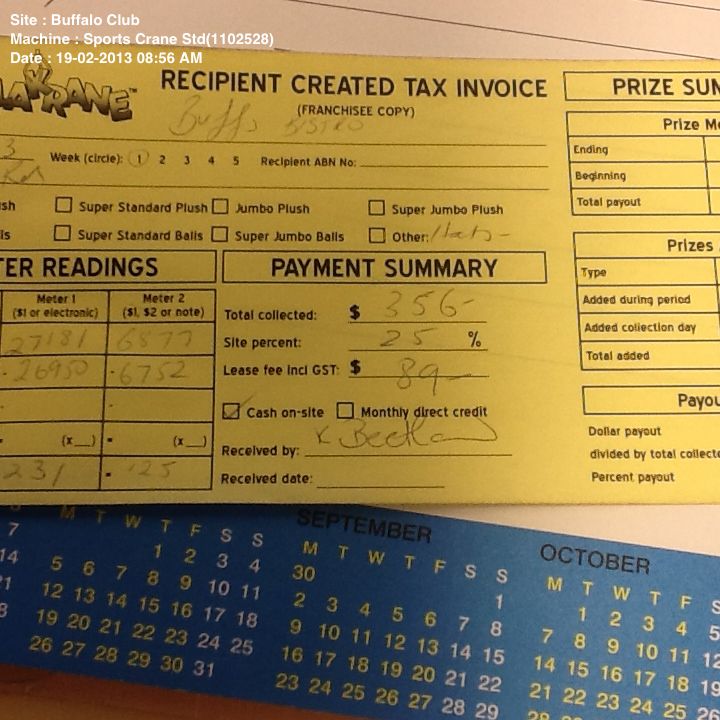 Site : Buffalo Club
Machine : Sports Crane Std(1102528)
Date : 19-02-2013 08:56 AM
RECIPIENT CREATED TAX INVOICE
PRIZE SUM
(FRANCHISEE COPY)
Buffs BISTRO
Prize Me
3 Week (circle): 1 2 3 4 5 Recipient ABN No:
Ending
Beginning
Total payout
sh Super Standard Plush Jumbo Plush Super Jumbo Plush
ls Super Standard Balls Super Jumbo Balls Other: Hats-
TER READINGS
PAYMENT SUMMARY
Prizes
Meter 1 Meter 2
($1 or electronic) ($1, $2 or note)
27181 6877
- 26950 - 6752
-
= (x__) = (x__)
231 = 125
Total collected: $ 356-
Site percent: 25 %
Lease fee incl GST: $ 89-
Cash on-site Monthly direct credit
Received by:
Received date:
Type
Added during period
Added collection day
Total added
Payou
Dollar payout
divided by total collecte
Percent payout
M T W T F S S
1 2 3 4
5 6 7 8 9 10 11
12 13 14 15 16 17 18
19 20 21 22 23 24 25
26 27 28 29 30 31
7
14
21
8
SEPTEMBER
M T W T F S S
30 1
2 3 4 5 6 7 8
9 10 11 12 13 14 15
16 17 18 19 20 21 22
23 24 25 26 27 28 29
OCTOBER
M T W T F S
1 2 3 4 5
7 8 9 10 11 12
14 15 16 17 18 19
21 22 23 24 25 26